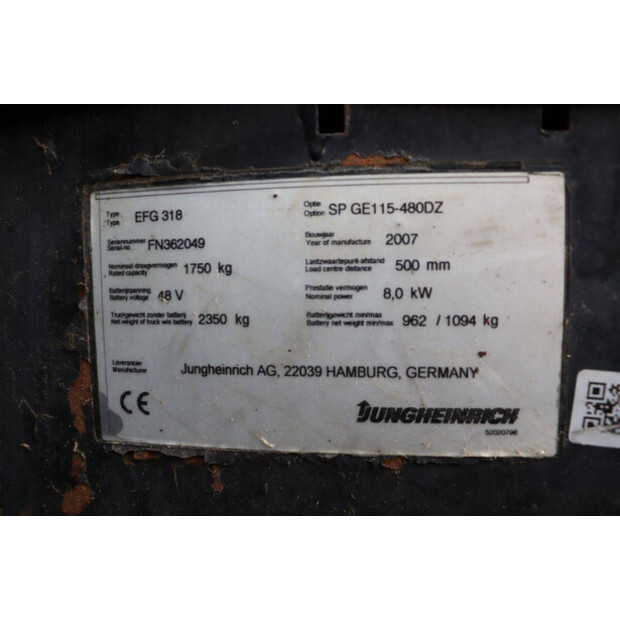 Type
Type EFG 318
Optie
Option SP GE115-480DZ
Serienummer
Serial-no. FN362049
Bouwjaar
Year of manufacture 2007
Nominaal draagvermogen
Rated capacity 1750 kg
Lastzwaartepunt-afstand
Load centre distance 500 mm
Batterijspanning
Battery voltage 48 V
Prestatie vermogen
Nominal power 8,0 kW
Truckgewicht zonder batterij
Net weight of truck w/o battery 2350 kg
Batterijgewicht min/max
Battery net weight min/max 962 / 1094 kg
Leverancier
Manufacturer Jungheinrich AG, 22039 HAMBURG, GERMANY
CE
JUNGHEINRICH
52020796